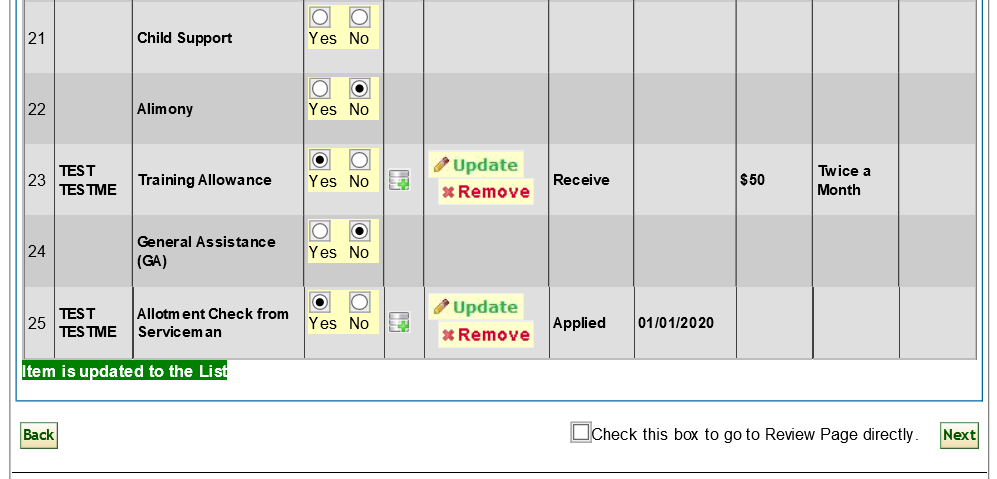 21 Child Support Yes No
22 Alimony Yes No
23 TEST TESTME Training Allowance Yes No Update Remove Receive $50 Twice a Month
24 General Assistance (GA) Yes No
25 TEST TESTME Allotment Check from Serviceman Yes No Update Remove Applied 01/01/2020
Item is updated to the List
Back Check this box to go to Review Page directly. Next